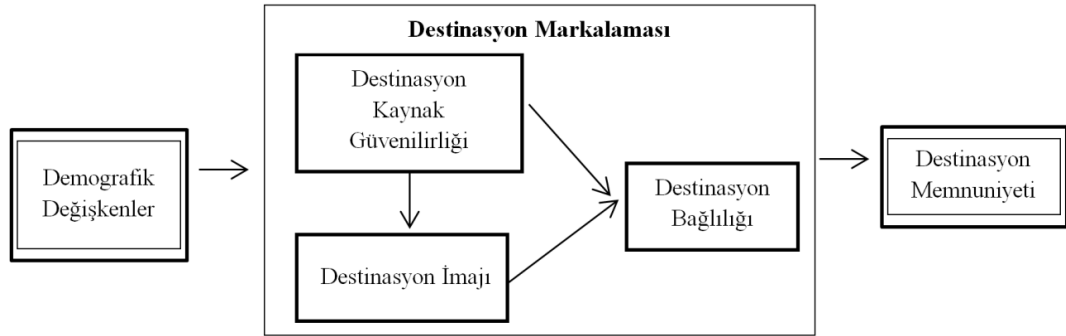 Destinasyon Markalaması
Destinasyon
Kaynak
Güvenilirliği
Demografik
Değişkenler
Destinasyon
Bağlılığı
Destinasyon
Memnuniyeti
Destinasyon İmajı